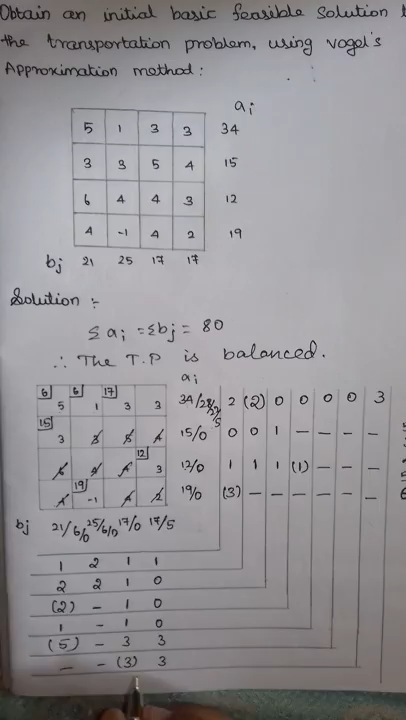 Obtain an initial basic feasible solution t
the transportation problem, using vogel's
Approximation method :
ai
5 1 3 3 34
3 3 5 4 15
6 4 4 3 12
4 -1 4 2 19
bj 21 25 17 17
Solution :-
Σ ai = Σbj = 80
∴ The T.P is balanced.
ai
6 6 17
5 1 3 3 34/28/ 2 (2) 0 0 0 0 3
15
3 3 5 4 15/0 0 0 1 - - - -
12
6 4 4 3 12/0 1 1 1 (1) - - -
19
4 -1 4 2 19/0 (3) - - - - - -
bj 21/6/0 25/6/0 17/0 17/5
1 2 1 1
2 2 1 0
(2) - 1 0
1 - 1 0
(5) - 3 3
- - (3) 3